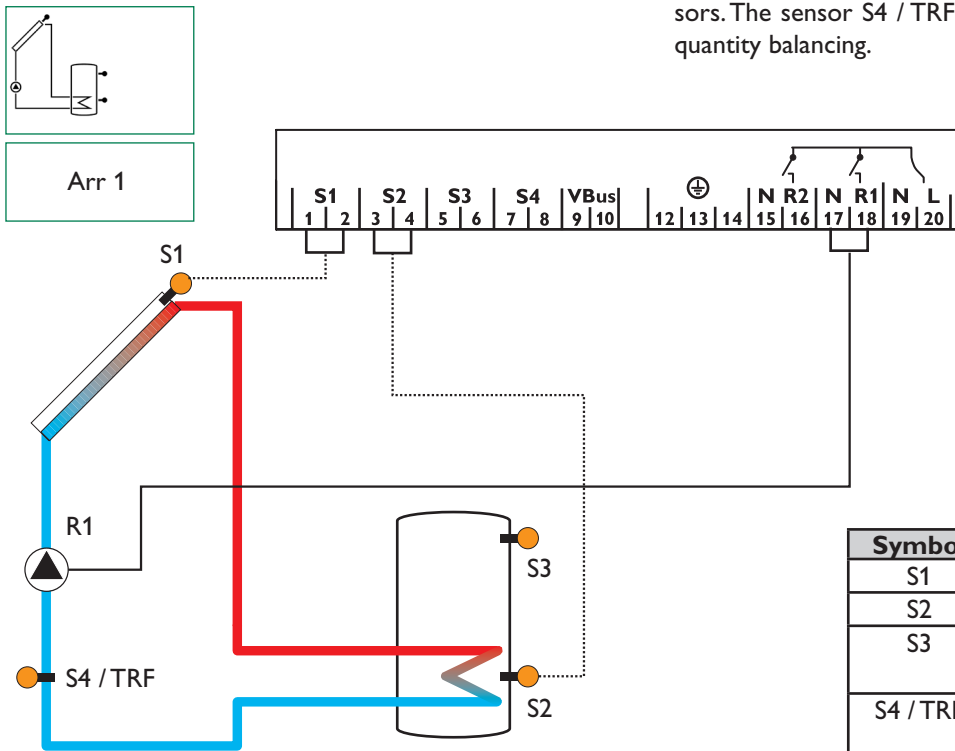 sors. The sensor S4 / TRF
quantity balancing.
Arr 1
S1 S2 S3 S4 VBus N R2 N R1 N L
1 2 3 4 5 6 7 8 9 10 12 13 14 15 16 17 18 19 20
S1
R1
S3
S4 / TRF
S2
Symbo
S1
S2
S3
S4 / TRF